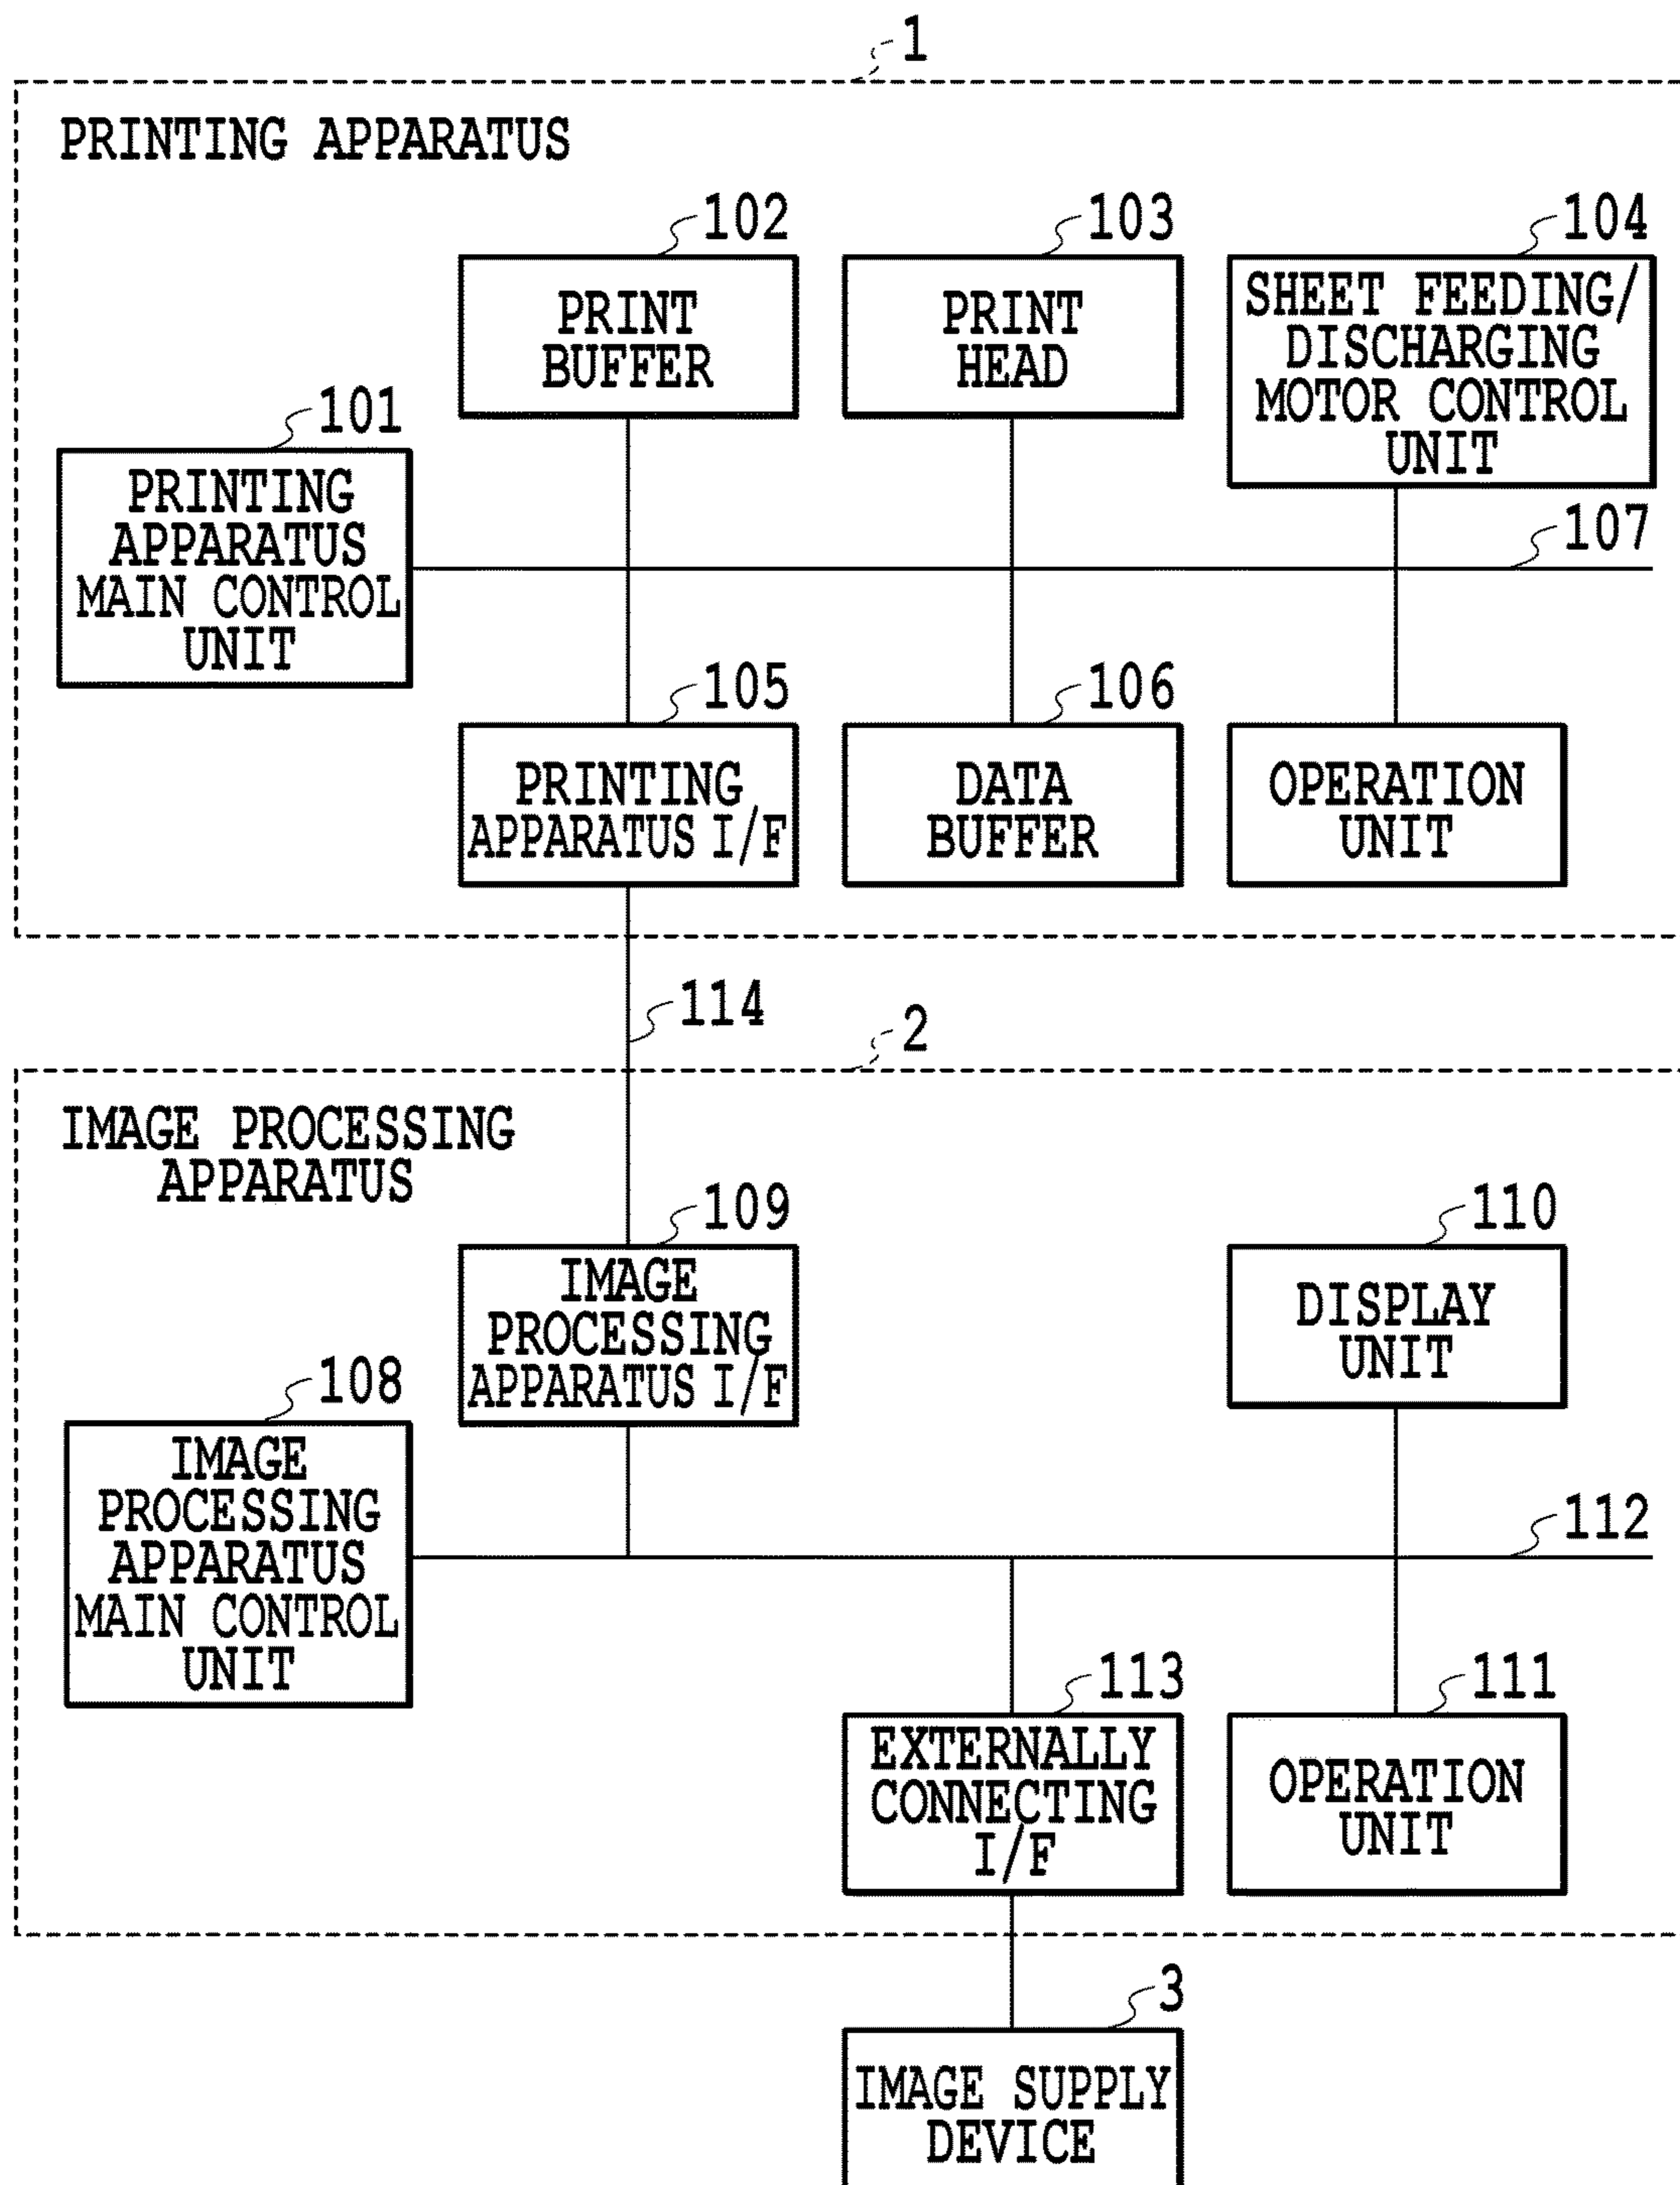 1
PRINTING APPARATUS
102
103
104
PRINT
BUFFER
PRINT
HEAD
SHEET FEEDING/
DISCHARGING
MOTOR CONTROL
UNIT
101
PRINTING
APPARATUS
MAIN CONTROL
UNIT
107
105
106
PRINTING
APPARATUS I/F
DATA
BUFFER
OPERATION
UNIT
114
2
IMAGE PROCESSING
APPARATUS
109
110
IMAGE
PROCESSING
APPARATUS I/F
DISPLAY
UNIT
108
IMAGE
PROCESSING
APPARATUS
MAIN CONTROL
UNIT
112
113
111
EXTERNALLY
CONNECTING
I/F
OPERATION
UNIT
3
IMAGE SUPPLY
DEVICE